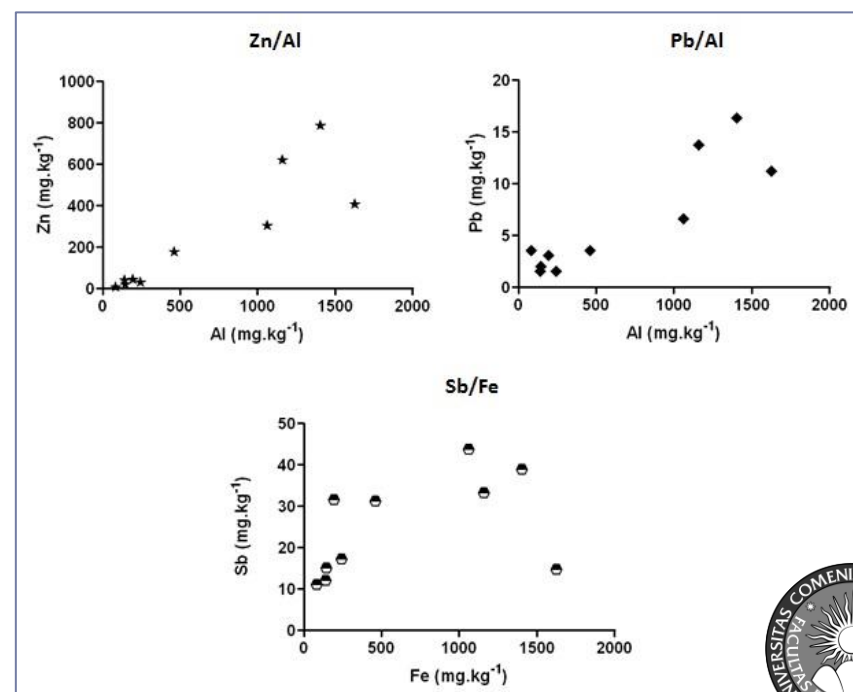 Zn/Al
1000
800
600
400
200
0
Zn (mg.kg⁻¹)
0 500 1000 1500 2000
Al (mg.kg⁻¹)
Pb/Al
20
15
10
5
0
Pb (mg.kg⁻¹)
0 500 1000 1500 2000
Al (mg.kg⁻¹)
Sb/Fe
50
40
30
20
10
0
Sb (mg.kg⁻¹)
0 500 1000 1500 2000
Fe (mg.kg⁻¹)